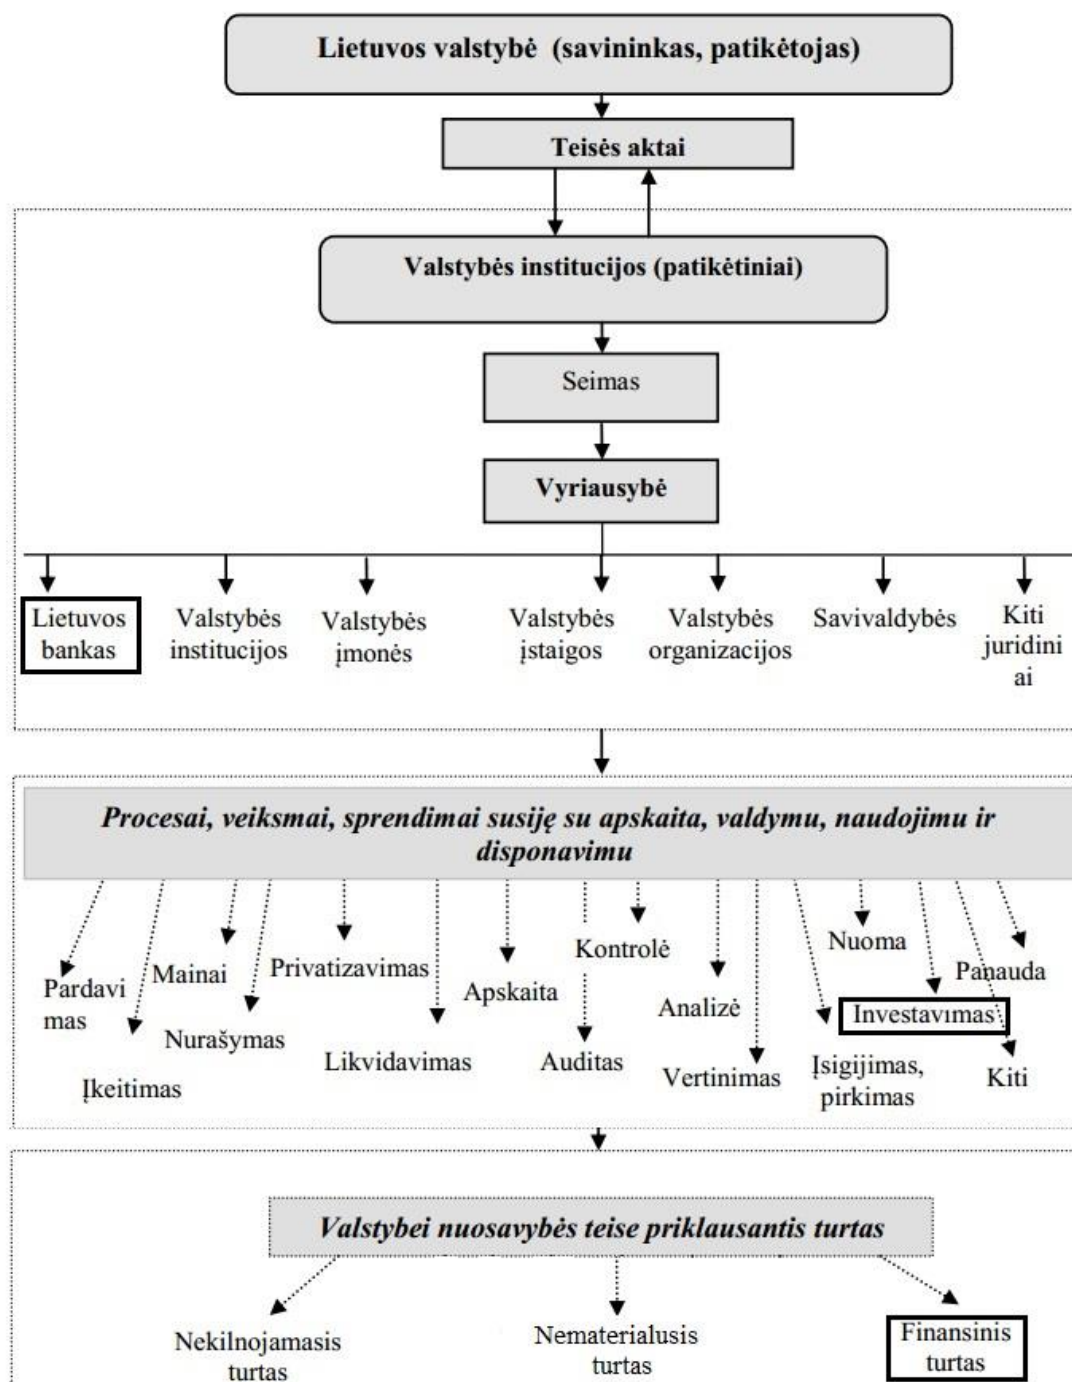 Lietuvos valstybė (savininkas, patikėtojas)
Teisės aktai
Valstybės institucijos (patikėtiniai)
Seimas
Vyriausybė
Lietuvos
bankas
Valstybės
institucijos
Valstybės
įmonės
Valstybės
įstaigos
Valstybės
organizacijos
Savivaldybės
Kiti
juridini
ai
Procesai, veiksmai, sprendimai susiję su apskaita, valdymu, naudojimu ir
disponavimu
Pardavi
mas
Įkeitimas
Mainai
Nurašymas
Privatizavimas
Likvidavimas
Apskaita
Auditas
Kontrolė
Analizė
Vertinimas
Įsigijimas,
pirkimas
Nuoma
Investavimas
Panauda
Kiti
Valstybei nuosavybės teise priklausantis turtas
Nekilnojamasis
turtas
Nematerialusis
turtas
Finansinis
turtas